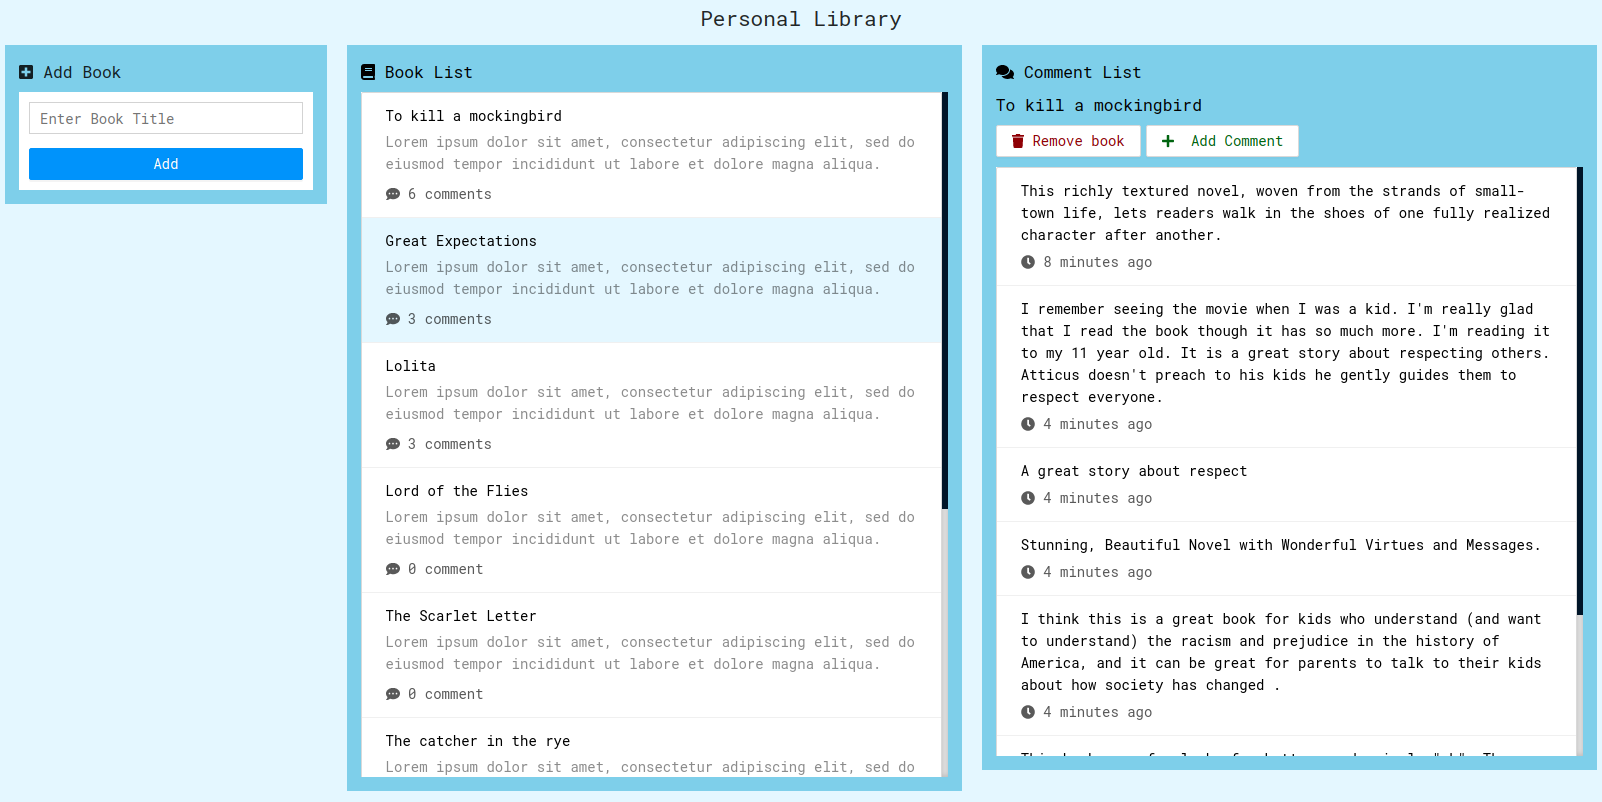 Personal Library
Add Book
Enter Book Title
Add
Book List
To kill a mockingbird
Lorem ipsum dolor sit amet, consectetur adipiscing elit, sed do
eiusmod tempor incididunt ut labore et dolore magna aliqua.
6 comments
Great Expectations
Lorem ipsum dolor sit amet, consectetur adipiscing elit, sed do
eiusmod tempor incididunt ut labore et dolore magna aliqua.
3 comments
Lolita
Lorem ipsum dolor sit amet, consectetur adipiscing elit, sed do
eiusmod tempor incididunt ut labore et dolore magna aliqua.
3 comments
Lord of the Flies
Lorem ipsum dolor sit amet, consectetur adipiscing elit, sed do
eiusmod tempor incididunt ut labore et dolore magna aliqua.
0 comment
The Scarlet Letter
Lorem ipsum dolor sit amet, consectetur adipiscing elit, sed do
eiusmod tempor incididunt ut labore et dolore magna aliqua.
0 comment
The catcher in the rye
Lorem ipsum dolor sit amet, consectetur adipiscing elit, sed do
Comment List
To kill a mockingbird
Remove book
Add Comment
This richly textured novel, woven from the strands of small-
town life, lets readers walk in the shoes of one fully realized
character after another.
8 minutes ago
I remember seeing the movie when I was a kid. I'm really glad
that I read the book though it has so much more. I'm reading it
to my 11 year old. It is a great story about respecting others.
Atticus doesn't preach to his kids he gently guides them to
respect everyone.
4 minutes ago
A great story about respect
4 minutes ago
Stunning, Beautiful Novel with Wonderful Virtues and Messages.
4 minutes ago
I think this is a great book for kids who understand (and want
to understand) the racism and prejudice in the history of
America, and it can be great for parents to talk to their kids
about how society has changed .
4 minutes ago